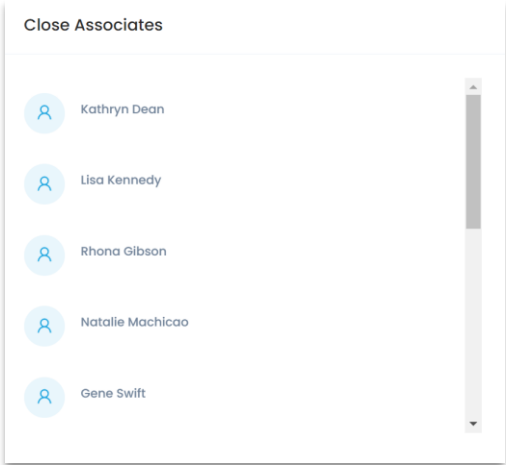 Close Associates
Kathryn Dean
Lisa Kennedy
Rhona Gibson
Natalie Machicao
Gene Swift